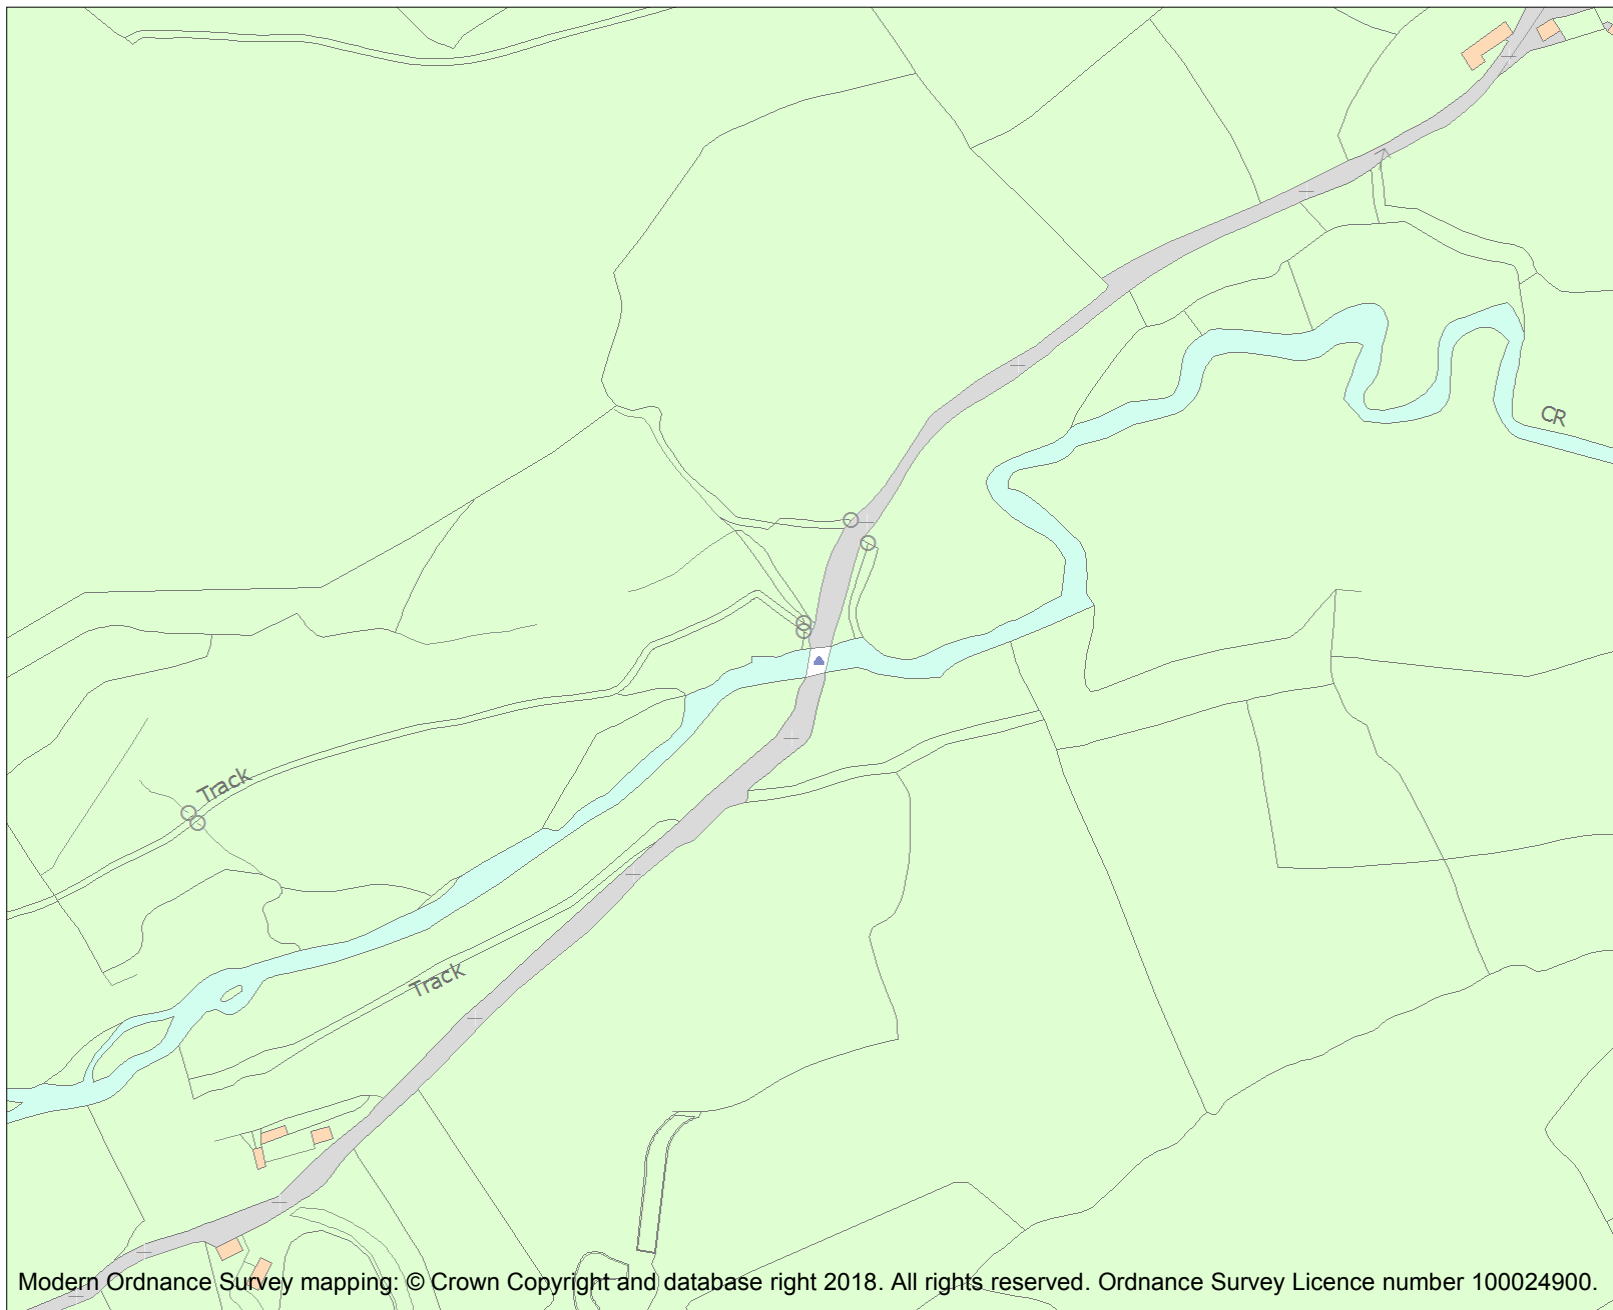 CR
Track
Track
Modern Ordnance Survey mapping: © Crown Copyright and database right 2018. All rights reserved. Ordnance Survey Licence number 100024900.